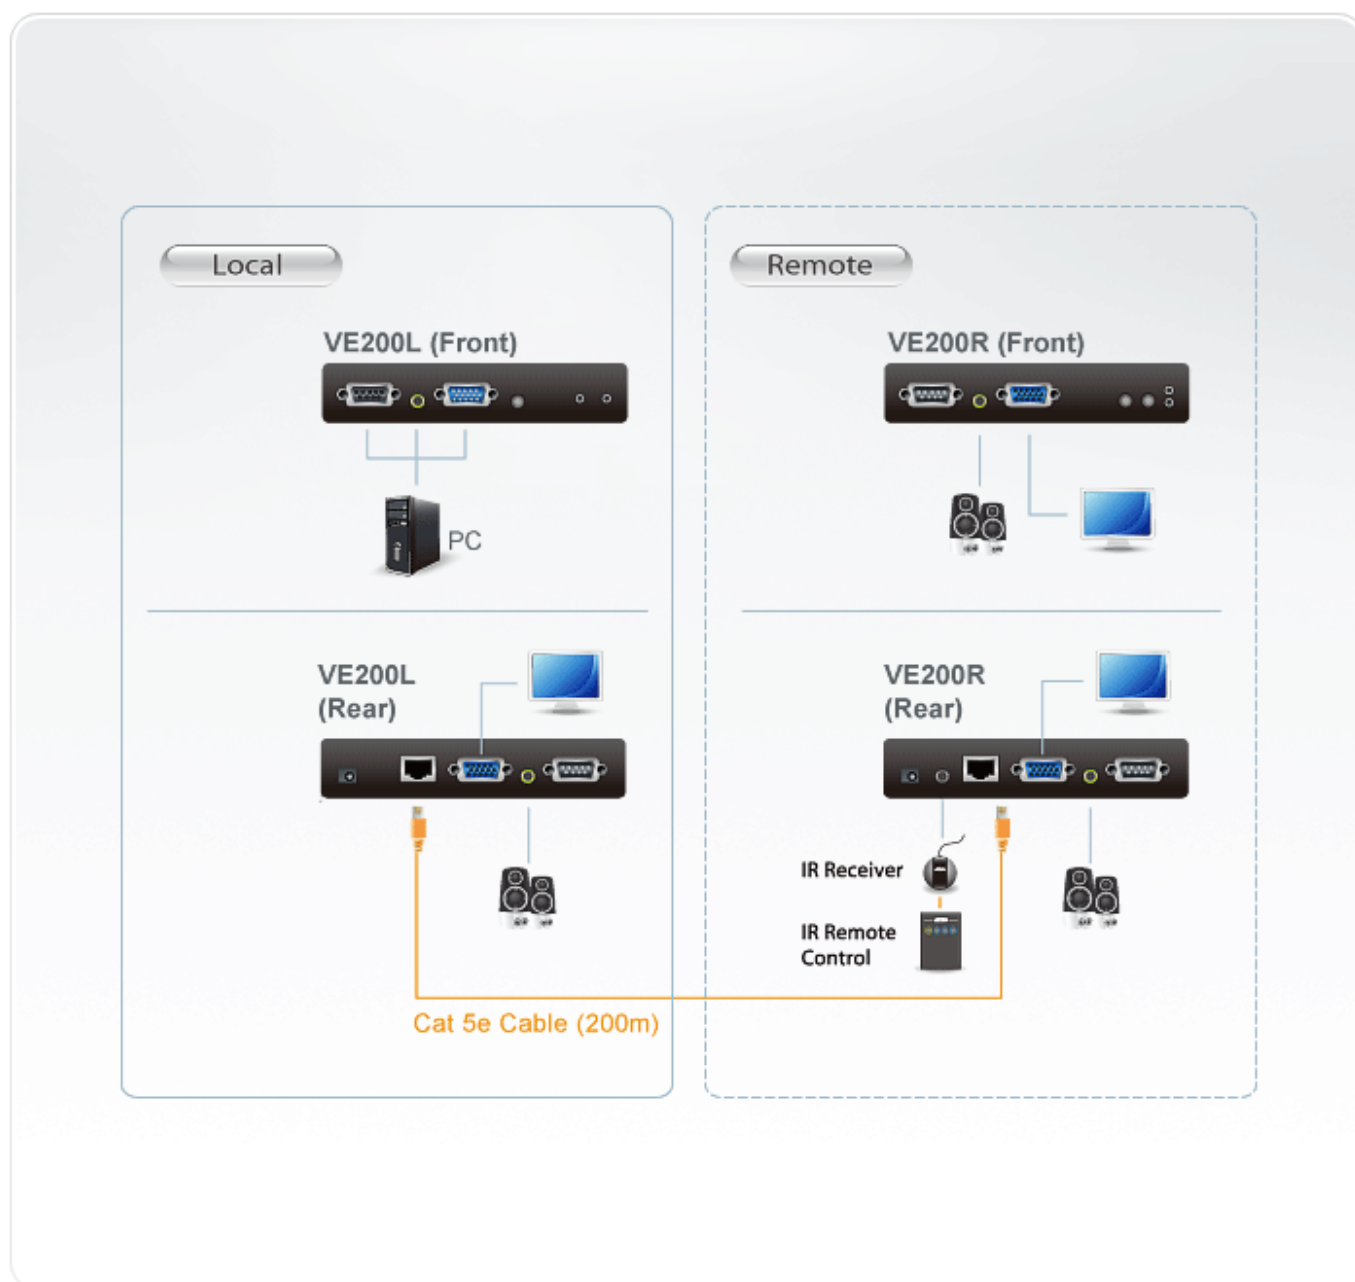 Local
Remote
VE200L (Front)
VE200R (Front)
PC
VE200L
(Rear)
VE200R
(Rear)
IR Receiver
IR Remote
Control
Cat 5e Cable (200m)